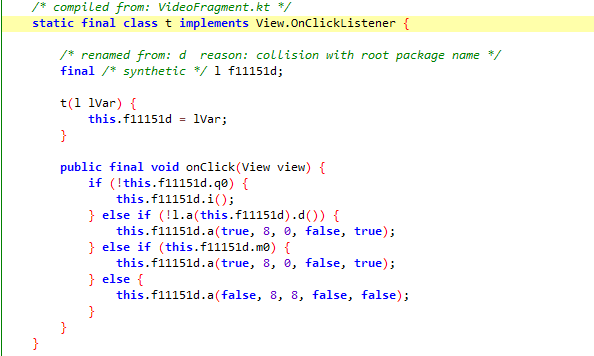 /* compiled from: VideoFragment.kt */
static final class t implements View.OnClickListener {
/* renamed from: d  reason: collision with root package name */
final /* synthetic */ l f11151d;
t(l lVar) {
this.f11151d = lVar;
}
public final void onClick(View view) {
if (!this.f11151d.q0) {
this.f11151d.i();
} else if (!l.a(this.f11151d).d()) {
this.f11151d.a(true, 8, 0, false, true);
} else if (this.f11151d.m0) {
this.f11151d.a(true, 8, 0, false, true);
} else {
this.f11151d.a(false, 8, 8, false, false);
}
}
}